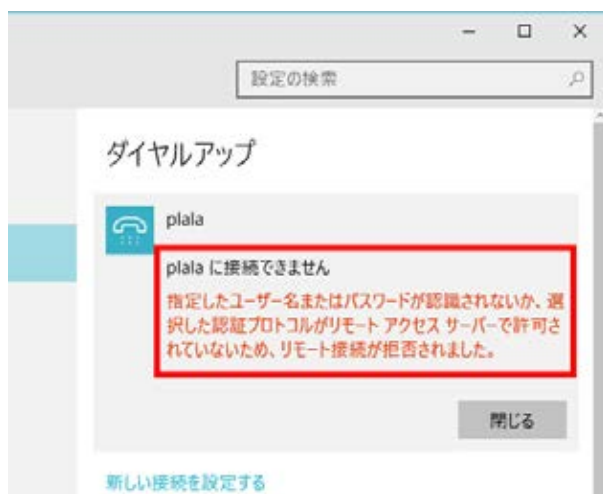 設定の検索
ダイヤルアップ
plala
plala に接続できません
指定したユーザー名またはパスワードが認識されないか、選
択した認証プロトコルがリモート アクセス サーバーで許可さ
れていないため、リモート接続が拒否されました。
閉じる
新しい接続を設定する